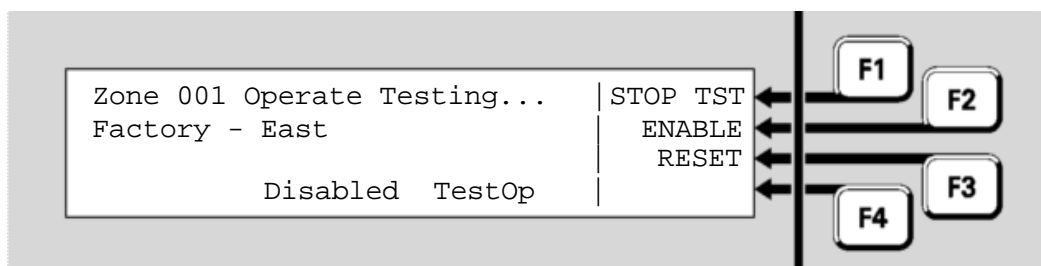 Zone 001 Operate Testing... |STOP TST
Factory - East | ENABLE
| RESET
Disabled TestOp |
F1
F2
F3
F4